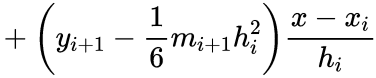 $+ \left( y_{i+1} - \frac{1}{6} m_{i+1} h_i^2 \right) \frac{x - x_i}{h_i}$